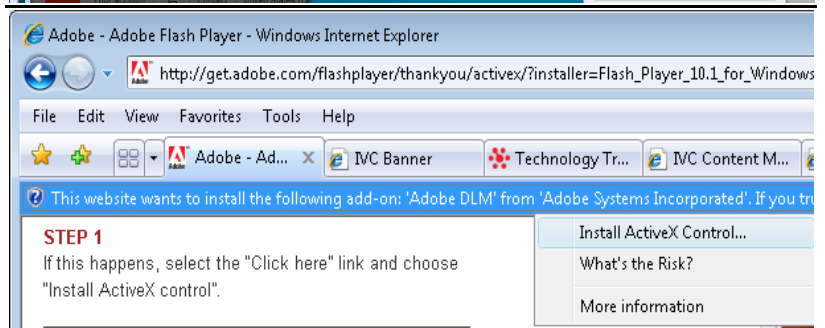 Adobe - Adobe Flash Player - Windows Internet Explorer
http://get.adobe.com/flashplayer/thankyou/activex/?installer=Flash_Player_10.1_for_Windows
File Edit View Favorites Tools Help
Adobe - Ad... IVC Banner Technology Tr... IVC Content M...
This website wants to install the following add-on: 'Adobe DLM' from 'Adobe Systems Incorporated'. If you
STEP 1
If this happens, select the "Click here" link and choose
"Install ActiveX control".
Install ActiveX Control...
What's the Risk?
More information